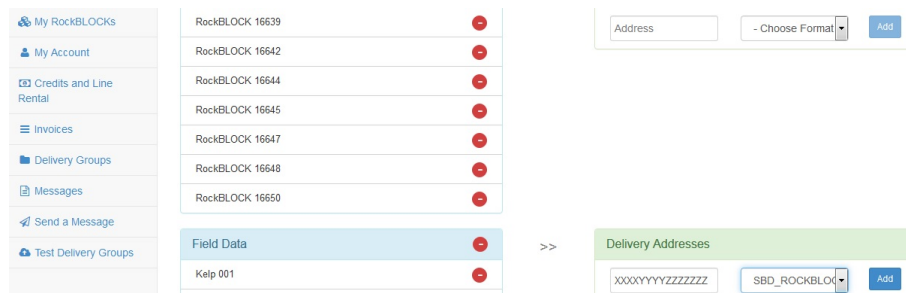 My RockBLOCKs
My Account
Credits and Line
Rental
Invoices
Delivery Groups
Messages
Send a Message
Test Delivery Groups
RockBLOCK 16639
RockBLOCK 16642
RockBLOCK 16644
RockBLOCK 16645
RockBLOCK 16647
RockBLOCK 16648
RockBLOCK 16650
Address
- Choose Format
Add
Field Data
>>
Delivery Addresses
Kelp 001
XXXXYYYYZZZZZZZ
SBD_ROCKBLOC
Add